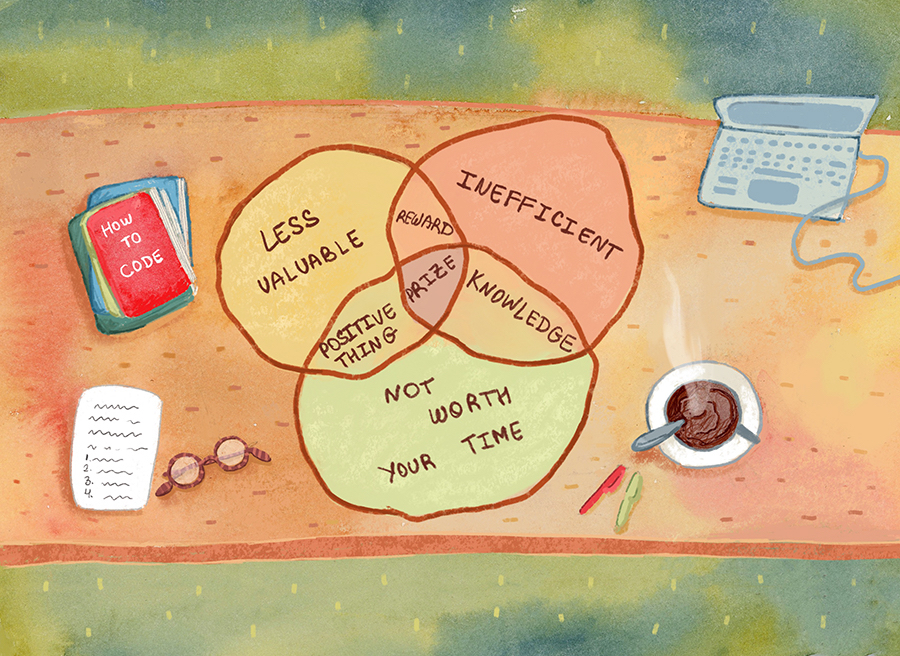 HOW
TO
CODE
LESS
VALUABLE
REWARD
INEFFICIENT
PRIZE
KNOWLEDGE
POSITIVE
THING
NOT
WORTH
YOUR TIME
1.
2.
3.
4.